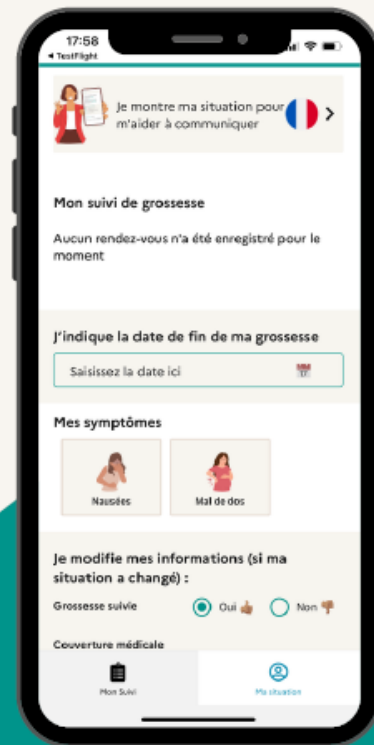 17:58
◀ TestFlight
Je montre ma situation pour
m'aider à communiquer
Mon suivi de grossesse
Aucun rendez-vous n'a été enregistré pour le
moment
J'indique la date de fin de ma grossesse
Saisissez la date ici
Mes symptômes
Nausées Mal de dos
Je modifie mes informations (si ma
situation a changé) :
Grossesse suivie Oui 👍🏽 Non 👎🏽
Couverture médicale
Mon Suivi Ma situation